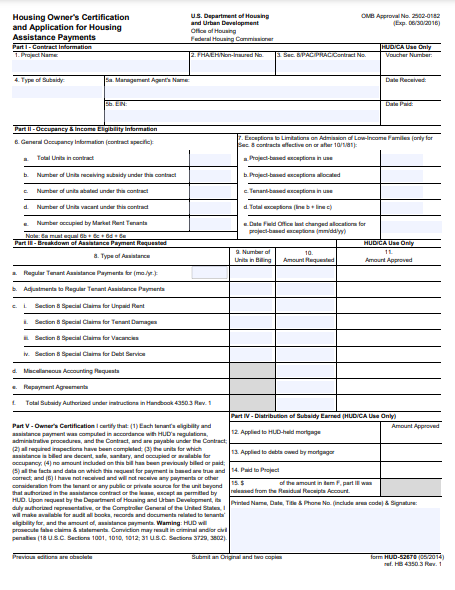 Housing Owner's Certification
and Application for Housing
Assistance Payments
U.S. Department of Housing
and Urban Development
Office of Housing
Federal Housing Commissioner
OMB Approval No. 2502-0182
(Exp. 06/30/2016)
Part I - Contract Information
HUD/CA Use Only
1. Project Name:
2. FHA/EH/Non-Insured No.
3. Sec. 8/PAC/PRAC/Contract No.
Voucher Number:
4. Type of Subsidy:
5a. Management Agent's Name:
Date Received:
5b. EIN:
Date Paid:
Part II - Occupancy & Income Eligibility Information
6. General Occupancy Information (contract specific):
7. Exceptions to Limitations on Admission of Low-Income Families (only for
Sec. 8 contracts effective on or after 10/1/81):
a. Total Units in contract
a. Project-based exceptions in use
b. Number of Units receiving subsidy under this contract
b. Project-based exceptions allocated
c. Number of Units abated under this contract
c. Tenant-based exceptions in use
d. Number of Units vacant under this contract
d. Total exceptions (line b + line c)
e. Number occupied by Market Rent Tenants
e. Date Field Office last changed allocations for
project-based exceptions (mm/dd/yy)
Note: 6a must equal 6b + 6c + 6d + 6e
Part III - Breakdown of Assistance Payment Requested
HUD/CA Use Only
8. Type of Assistance
9. Number of
Units in Billing
10.
Amount Requested
11.
Amount Approved
a. Regular Tenant Assistance Payments for (mo./yr.):
b. Adjustments to Regular Tenant Assistance Payments
c. i. Section 8 Special Claims for Unpaid Rent
ii. Section 8 Special Claims for Tenant Damages
iii. Section 8 Special Claims for Vacancies
iv. Section 8 Special Claims for Debt Service
d. Miscellaneous Accounting Requests
e. Repayment Agreements
f. Total Subsidy Authorized under instructions in Handbook 4350.3 Rev. 1
Part V - Owner's Certification I certify that: (1) Each tenant's eligibility and
assistance payment was computed in accordance with HUD's regulations,
administrative procedures, and the Contract, and are payable under the Contract;
(2) all required inspections have been completed; (3) the units for which
assistance is billed are decent, safe, sanitary, and occupied or available for
occupancy; (4) no amount included on this bill has been previously billed or paid;
(5) all the facts and data on which this request for payment is based are true and
correct; and (6) I have not received and will not receive any payments or other
consideration from the tenant or any public or private source for the unit beyond
that authorized in the assistance contract or the lease, except as permitted by
HUD. Upon request by the Department of Housing and Urban Development, its
duly authorized representative, or the Comptroller General of the United States, I
will make available for audit all books, records and documents related to tenants'
eligibility for, and the amount of, assistance payments. Warning: HUD will
prosecute false claims & statements. Conviction may result in criminal and/or civil
penalties (18 U.S.C. Sections 1001, 1010, 1012; 31 U.S.C. Sections 3729, 3802).
Part IV - Distribution of Subsidy Earned (HUD/CA Use Only)
Amount Approved
12. Applied to HUD-held mortgage
13. Applied to debts owed by mortgagor
14. Paid to Project
15. $ of the amount in item F, part III was
released from the Residual Receipts Account.
Printed Name, Date, Title & Phone No. (include area code) & Signature:
Previous editions are obsolete
Submit an Original and two copies
form HUD-52670 (05/2014)
ref. HB 4350.3 Rev. 1